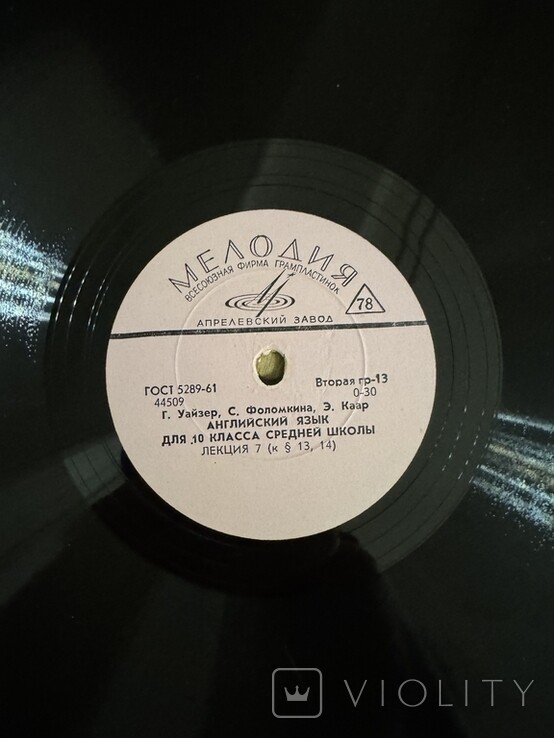 МЕЛОДИЯ
ВСЕСОЮЗНАЯ ФИРМА ГРАМПЛАСТИНОК
78
АПРЕЛЕВСКИЙ ЗАВОД
ГОСТ 5289-61 Вторая гр-13
44509 0-30
Г. Уайзер, С. Фоломкина, Э. Каар
АНГЛИЙСКИЙ ЯЗЫК
ДЛЯ 10 КЛАССА СРЕДНЕЙ ШКОЛЫ
ЛЕКЦИЯ 7 (к § 13, 14)
VIOLITY